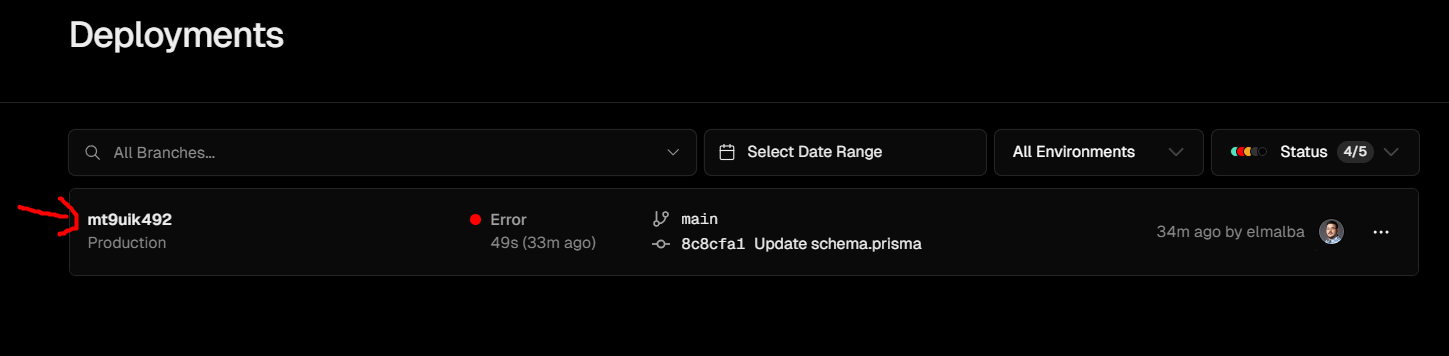 Deployments
All Branches...
Select Date Range
All Environments
Status 4/5
mt9uik492
Production
Error
49s (33m ago)
main
8c8cfa1 Update schema.prisma
34m ago by elmalba